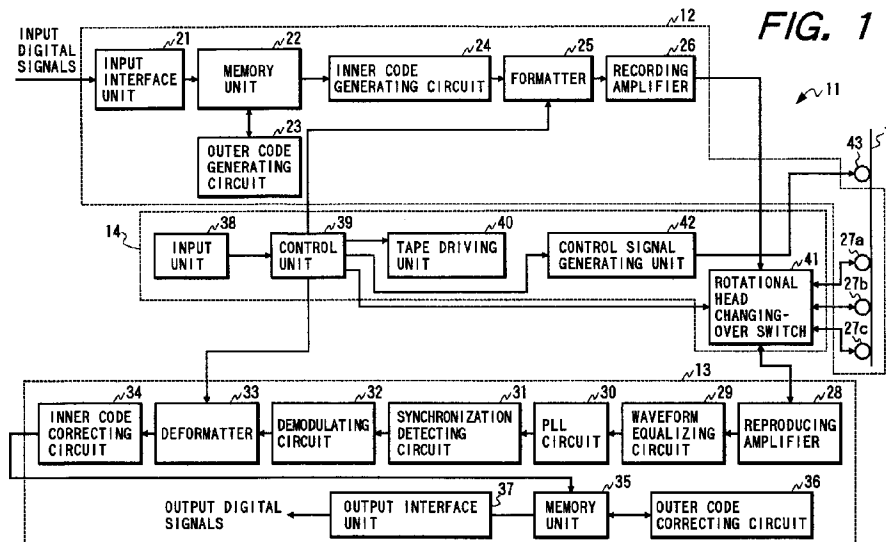 FIG. 1
INPUT
DIGITAL
SIGNALS
12
11
21
INPUT
INTERFACE
UNIT
22
MEMORY
UNIT
24
INNER CODE
GENERATING CIRCUIT
25
FORMATTER
26
RECORDING
AMPLIFIER
23
OUTER CODE
GENERATING
CIRCUIT
43
14
38
INPUT
UNIT
39
CONTROL
UNIT
40
TAPE DRIVING
UNIT
42
CONTROL SIGNAL
GENERATING UNIT
41
ROTATIONAL
HEAD
CHANGING-
OVER SWITCH
27a
27b
27c
13
34
INNER CODE
CORRECTING
CIRCUIT
33
DEFORMATTER
32
DEMODULATING
CIRCUIT
31
SYNCHRONIZATION
DETECTING
CIRCUIT
30
PLL
CIRCUIT
29
WAVEFORM
EQUALIZING
CIRCUIT
28
REPRODUCING
AMPLIFIER
OUTPUT DIGITAL
SIGNALS
37
OUTPUT INTERFACE
UNIT
35
MEMORY
UNIT
36
OUTER CODE
CORRECTING CIRCUIT